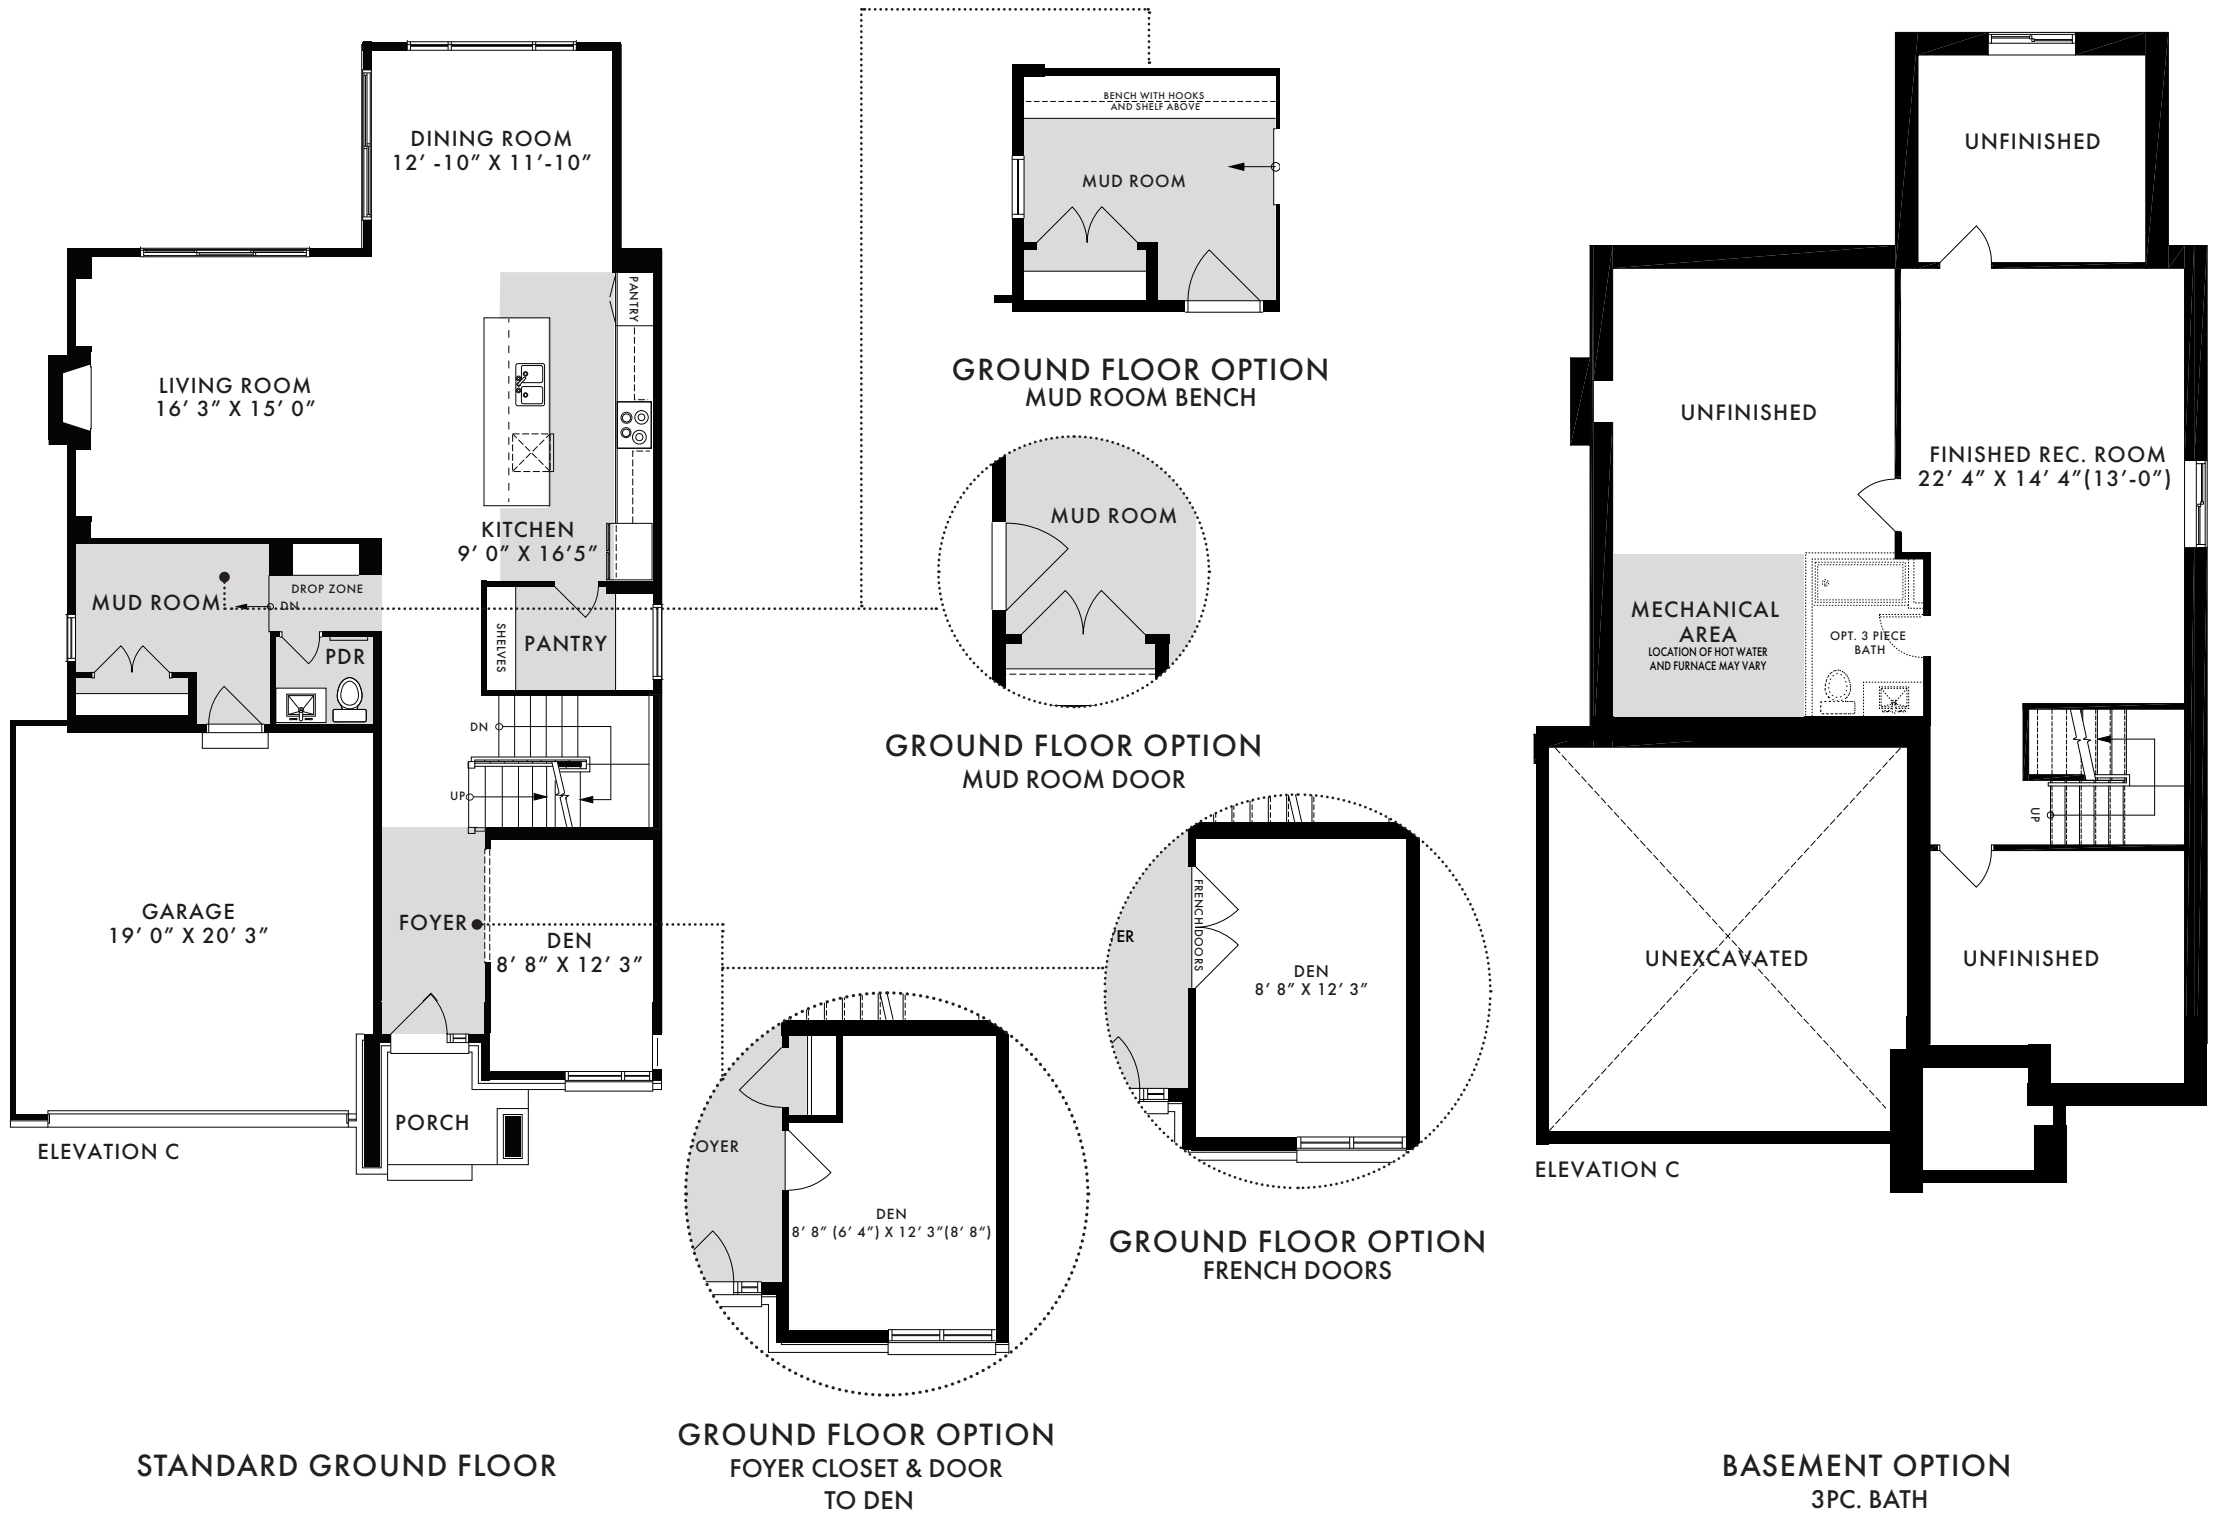 DINING ROOM
12' -10" X 11'-10"
LIVING ROOM
16' 3" X 15' 0"
PANTRY
KITCHEN
9' 0" X 16'5"
MUD ROOM
DROP ZONE
DN
PDR
SHELVES
PANTRY
DN
UP
GARAGE
19' 0" X 20' 3"
FOYER
DEN
8' 8" X 12' 3"
PORCH
ELEVATION C
STANDARD GROUND FLOOR
BENCH WITH HOOKS
AND SHELF ABOVE
MUD ROOM
GROUND FLOOR OPTION
MUD ROOM BENCH
MUD ROOM
GROUND FLOOR OPTION
MUD ROOM DOOR
FRENCH DOORS
ER
DEN
8' 8" X 12' 3"
GROUND FLOOR OPTION
FRENCH DOORS
OYER
DEN
8' 8" (6' 4") X 12' 3"(8' 8")
GROUND FLOOR OPTION
FOYER CLOSET & DOOR
TO DEN
UNFINISHED
UNFINISHED
FINISHED REC. ROOM
22' 4" X 14' 4"(13'-0")
MECHANICAL
AREA
LOCATION OF HOT WATER
AND FURNACE MAY VARY
OPT. 3 PIECE
BATH
UP
UNEXCAVATED
UNFINISHED
ELEVATION C
BASEMENT OPTION
3PC. BATH